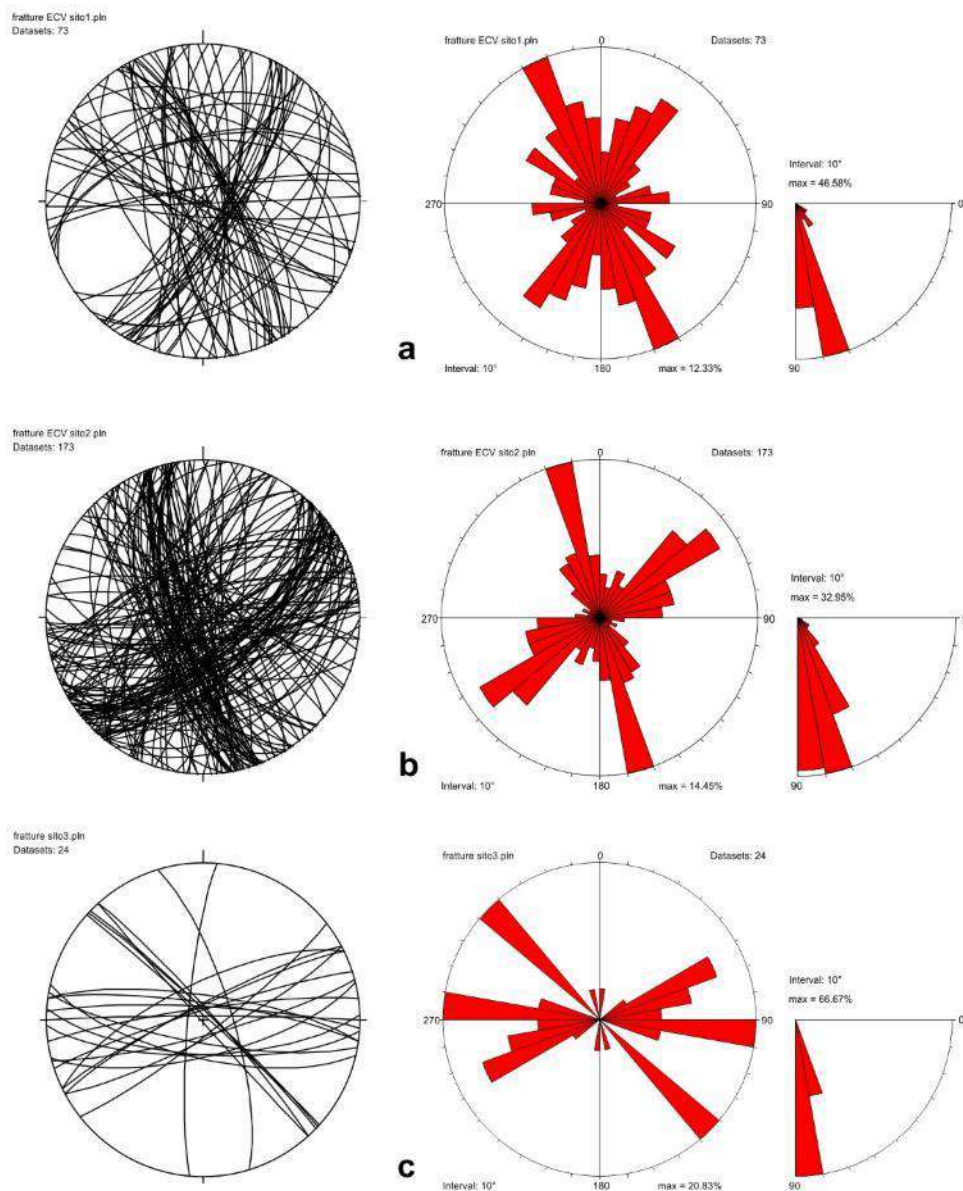 fratture ECV sito1.pln
Datasets: 73
fratture ECV sito1.pln
0
Datasets: 73
270
90
Interval: 10°
max = 46.58%
0
90
a
Interval: 10°
180
max = 12.33%
fratture ECV sito2.pln
Datasets: 173
fratture ECV sito2.pln
0
Datasets: 173
270
90
Interval: 10°
max = 32.95%
90
b
Interval: 10°
180
max = 14.45%
fratture sito3.pln
Datasets: 24
fratture sito3.pln
0
Datasets: 24
270
90
Interval: 10°
max = 66.67%
0
90
c
Interval: 10°
180
max = 20.83%